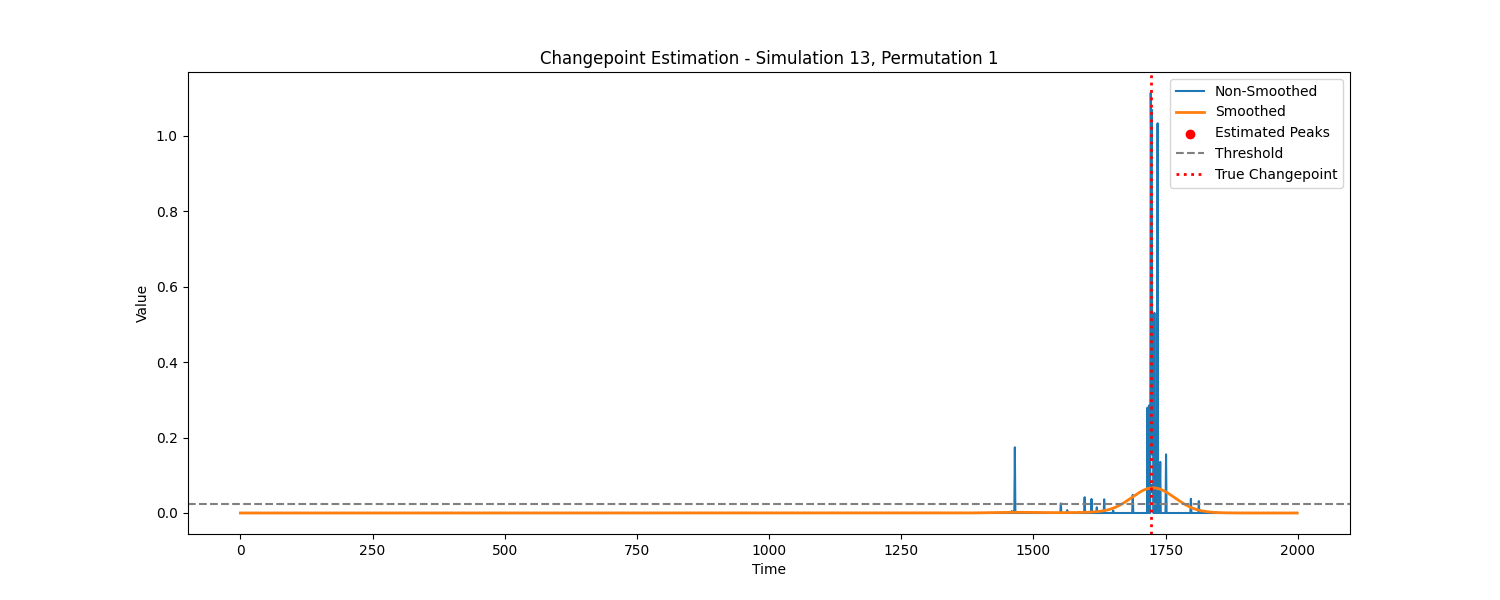 Changepoint Estimation - Simulation 13, Permutation 1
Non-Smoothed
Smoothed
Estimated Peaks
Threshold
True Changepoint
Value
1.0
0.8
0.6
0.4
0.2
0.0
0 250 500 750 1000 1250 1500 1750 2000
Time